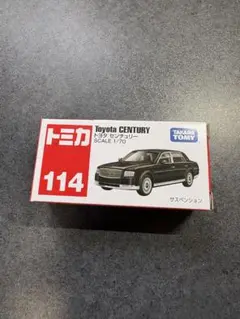 トミカ
114
Toyota CENTURY
トヨタ センチュリー
SCALE 1/70
TAKARA
TOMY
サスペンション